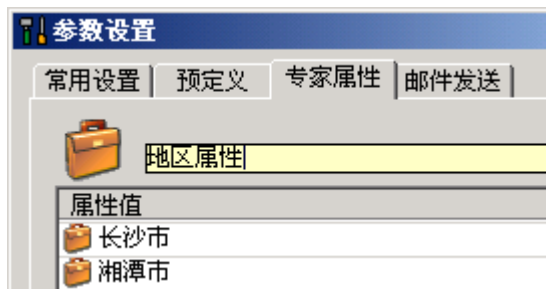 参数设置
常用设置 预定义 专家属性 邮件发送
地区属性
属性值
长沙市
湘潭市